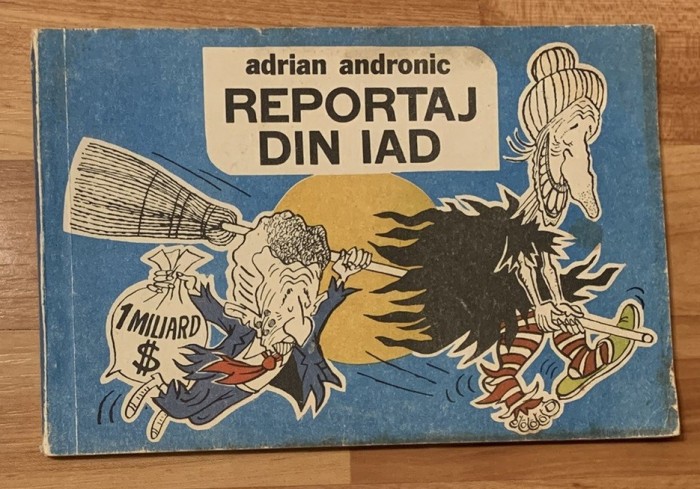 adrian andronic
REPORTAJ
DIN IAD
1 MILIARD
$